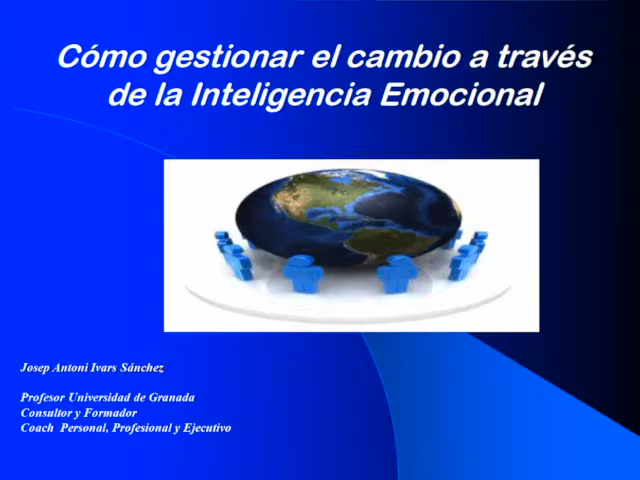 Cómo gestionar el cambio a través
de la Inteligencia Emocional
Josep Antoni Ivars Sánchez
Profesor Universidad de Granada
Consultor y Formador
Coach Personal, Profesional y Ejecutivo